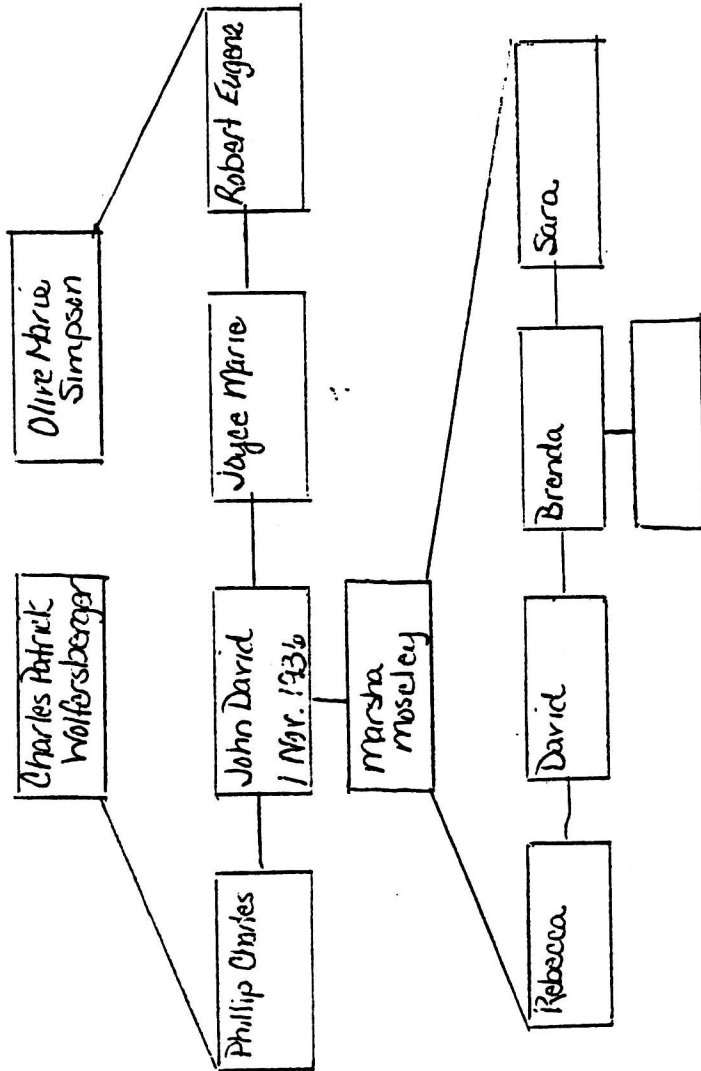 Charles Patrick
Wolfersberger
Olive Marie
Simpson
Phillip Charles
John David
1 Nov. 1936
Joyce Marie
Robert Eugene
Marsha
Moseley
Rebecca
David
Brenda
Sara